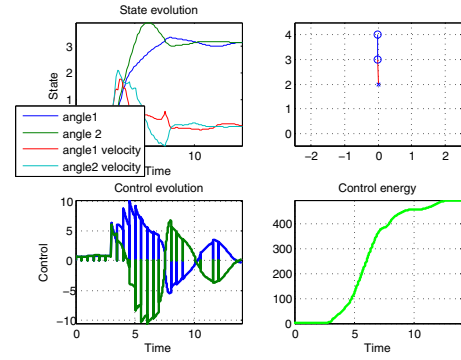 State evolution
3
2
1
State
10
Time
angle1
angle 2
angle1 velocity
angle2 velocity
4
3
2
1
0
-2 -1 0 1 2
Control evolution
10
5
0
−5
−10
Control
0 5 10
Time
Control energy
400
300
200
100
0
0 5 10
Time